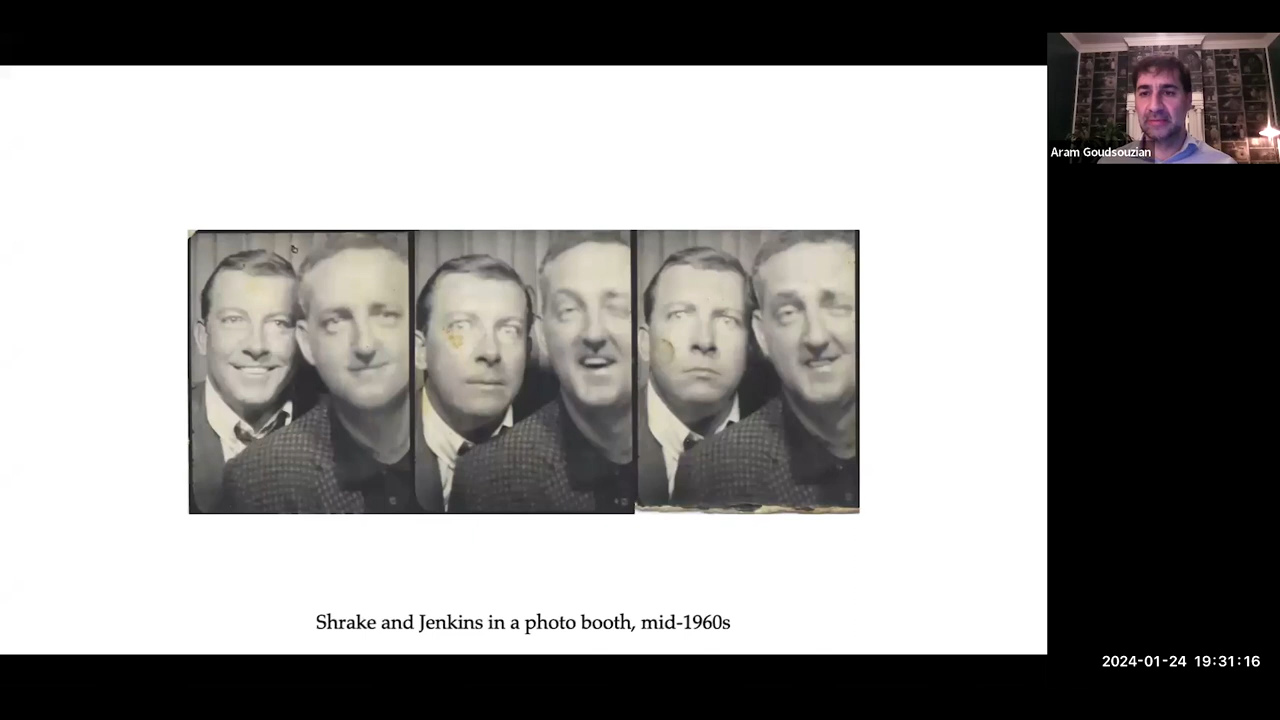 Aram Goudsouzian
Shrake and Jenkins in a photo booth, mid-1960s
2024-01-24 19:31:16